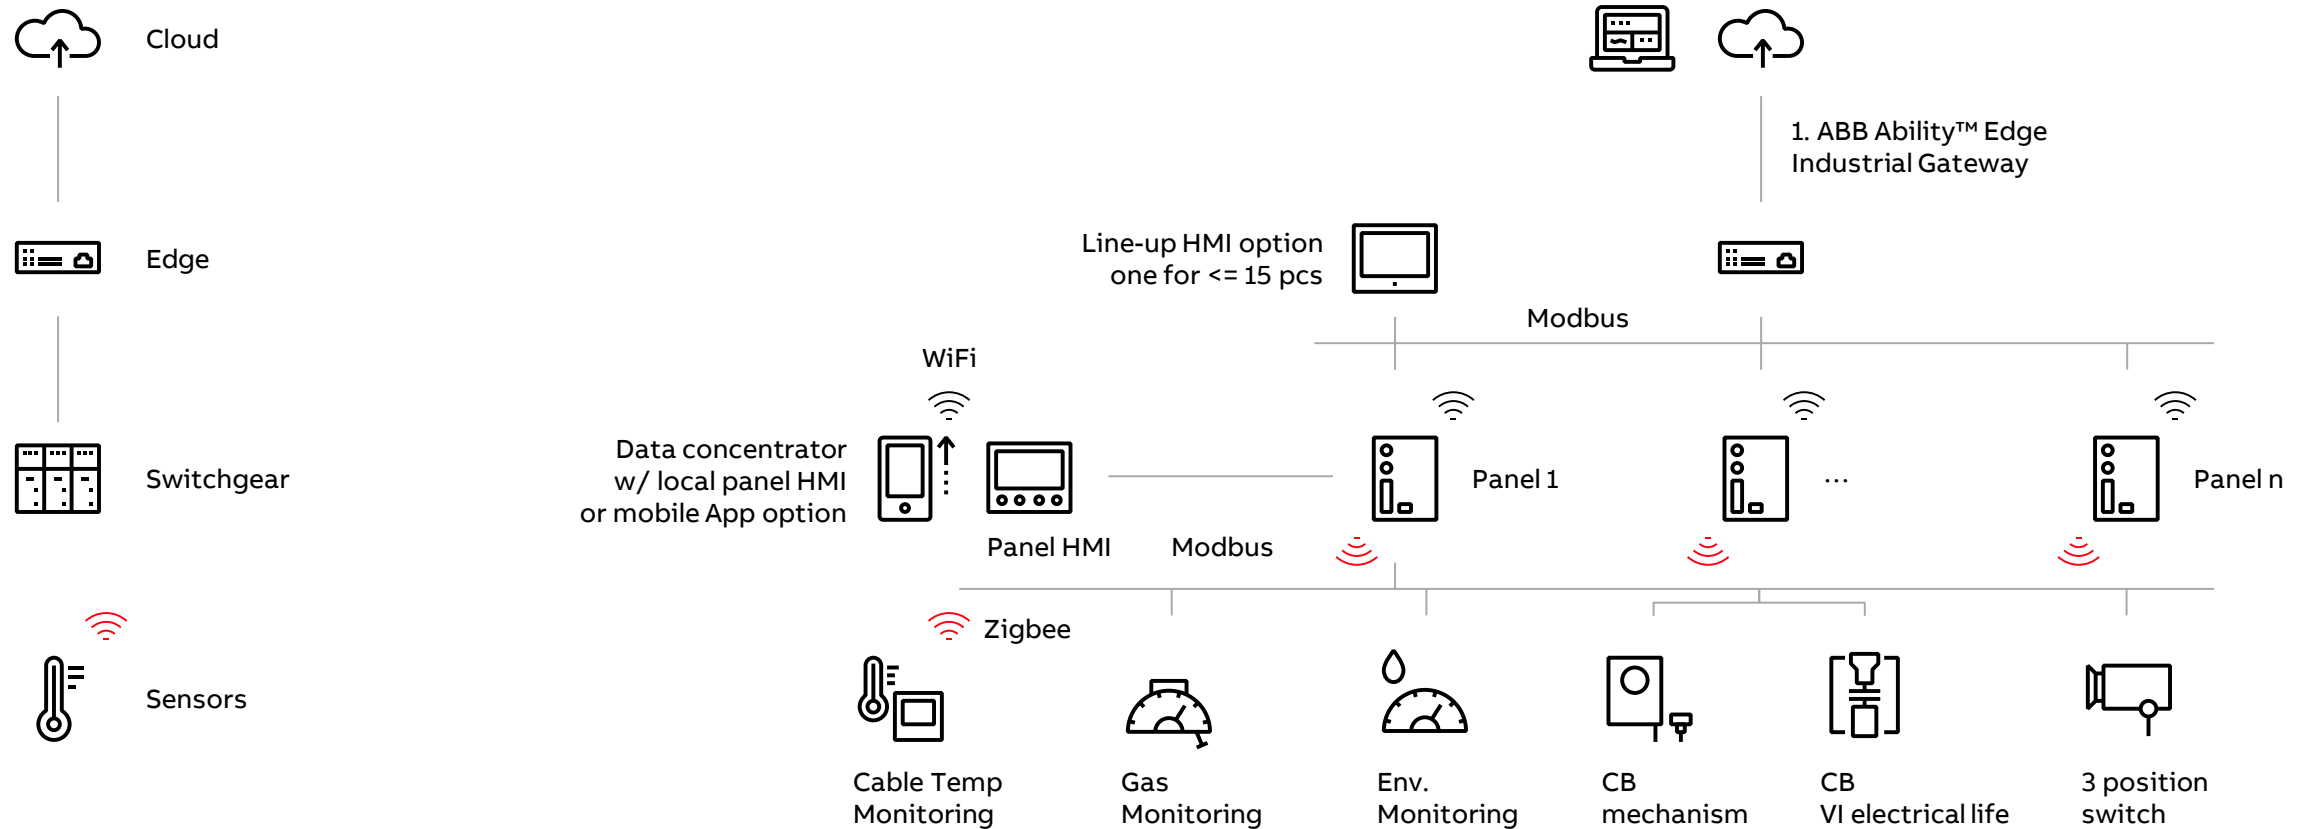 Cloud
1. ABB Ability™ Edge
Industrial Gateway
Edge
Line-up HMI option
one for <= 15 pcs
Modbus
WiFi
Switchgear
Data concentrator
w/ local panel HMI
or mobile App option
Panel HMI
Modbus
Panel 1
...
Panel n
Zigbee
Sensors
Cable Temp
Monitoring
Gas
Monitoring
Env.
Monitoring
CB
mechanism
CB
VI electrical life
3 position
switch